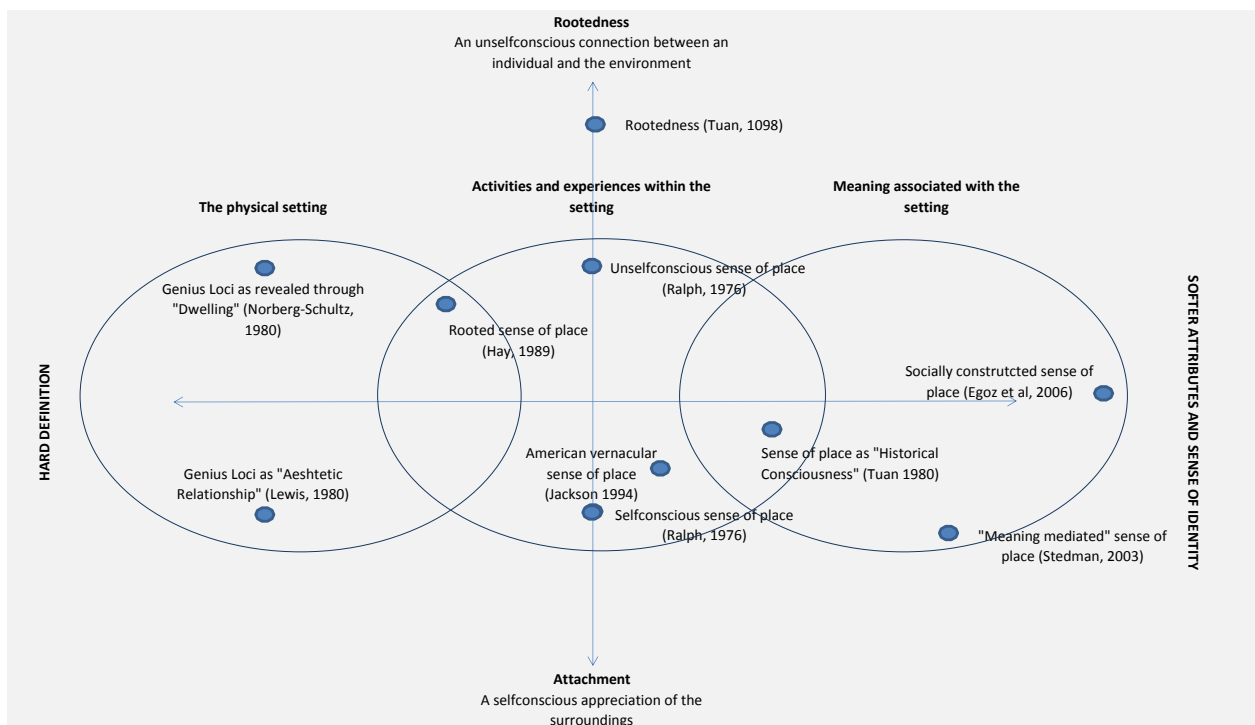 Rootedness
An unselfconscious connection between an
individual and the environment
Rootedness (Tuan, 1098)
Activities and experiences within the
setting
Meaning associated with the
setting
The physical setting
Genius Loci as revealed through
"Dwelling" (Norberg-Schultz,
1980)
Unselfconscious sense of place
(Ralph, 1976)
Rooted sense of place
(Hay, 1989)
HARD DEFINITION
Socially construtcted sense of
place (Egoz et al, 2006)
SOFTER ATTRIBUTES AND SENSE OF IDENTITY
Genius Loci as "Aeshtetic
Relationship" (Lewis, 1980)
American vernacular
sense of place
(Jackson 1994)
Sense of place as "Historical
Consciousness" (Tuan 1980)
Selfconscious sense of place
(Ralph, 1976)
"Meaning mediated" sense of
place (Stedman, 2003)
Attachment
A selfconscious appreciation of the
surroundings